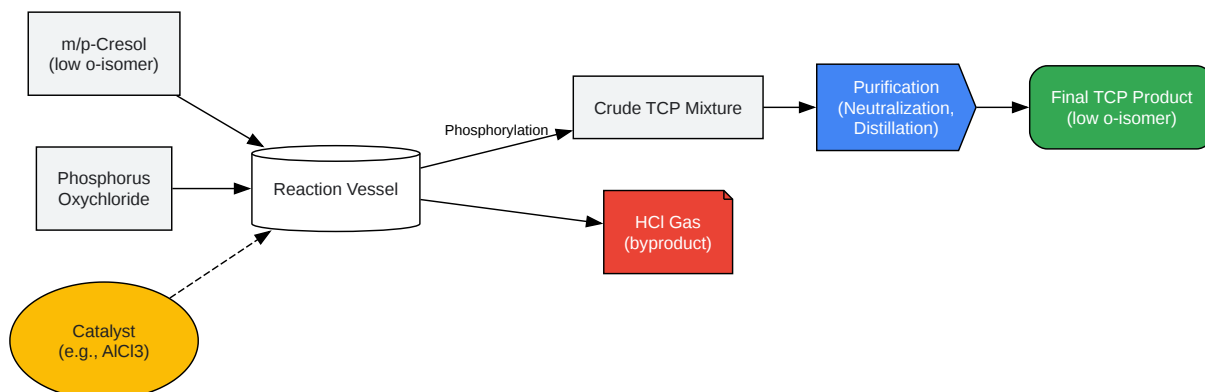 m/p-Cresol
(low o-isomer)
Phosphorus
Oxychloride
Catalyst
(e.g., AlCl3)
Reaction Vessel
Phosphorylation
Crude TCP Mixture
HCl Gas
(byproduct)
Purification
(Neutralization,
Distillation)
Final TCP Product
(low o-isomer)